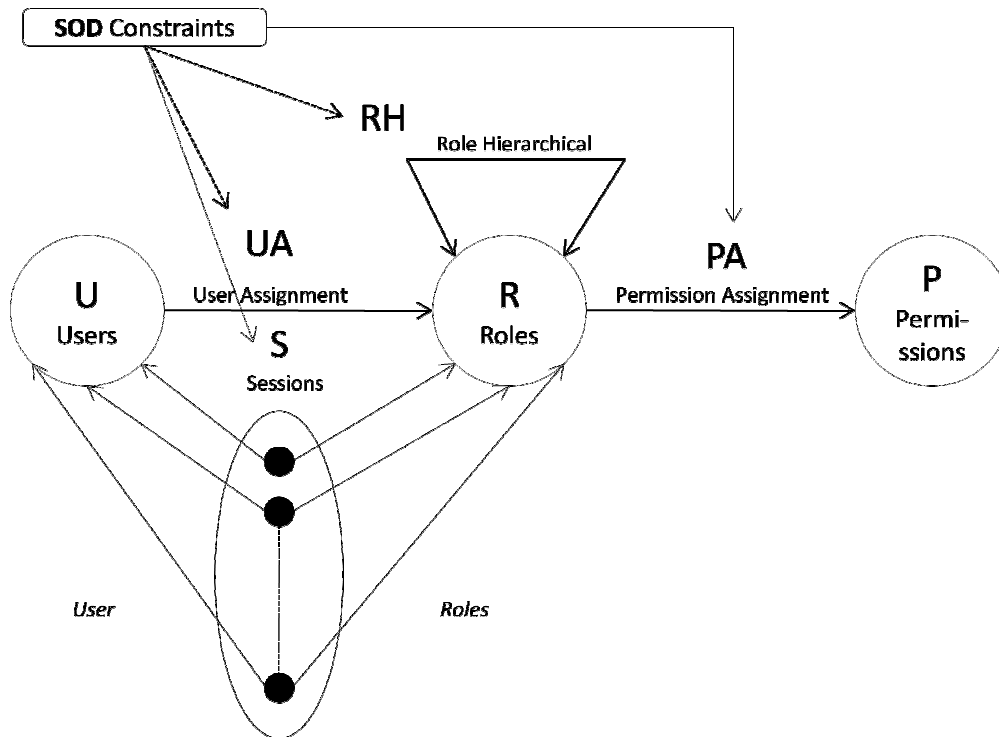 SOD Constraints
RH
Role Hierarchical
UA
PA
U
Users
User Assignment
R
Roles
Permission Assignment
P
Permi-
ssions
S
Sessions
User
Roles